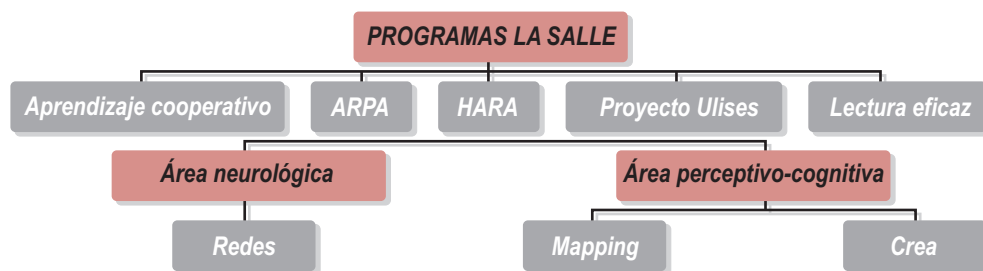 PROGRAMAS LA SALLE
Aprendizaje cooperativo
ARPA
HARA
Proyecto Ulises
Lectura eficaz
Área neurológica
Área perceptivo-cognitiva
Redes
Mapping
Crea